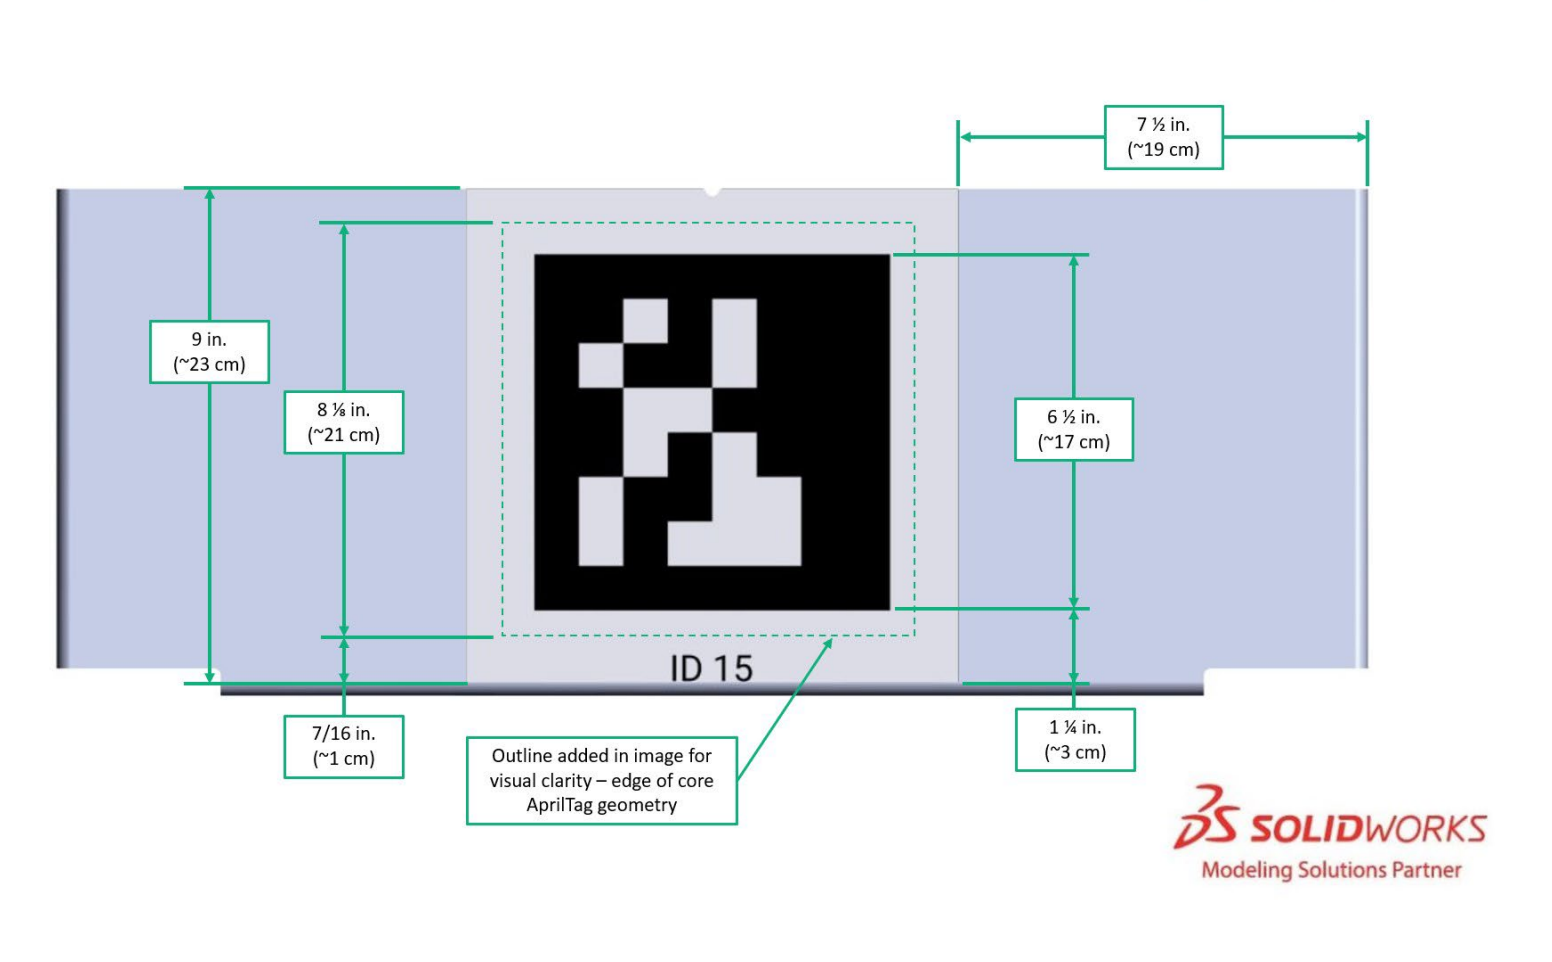 7 ½ in.
(~19 cm)
9 in.
(~23 cm)
8 ⅛ in.
(~21 cm)
6 ½ in.
(~17 cm)
ID 15
7/16 in.
(~1 cm)
1 ¼ in.
(~3 cm)
Outline added in image for
visual clarity – edge of core
AprilTag geometry
3S SOLIDWORKS
Modeling Solutions Partner